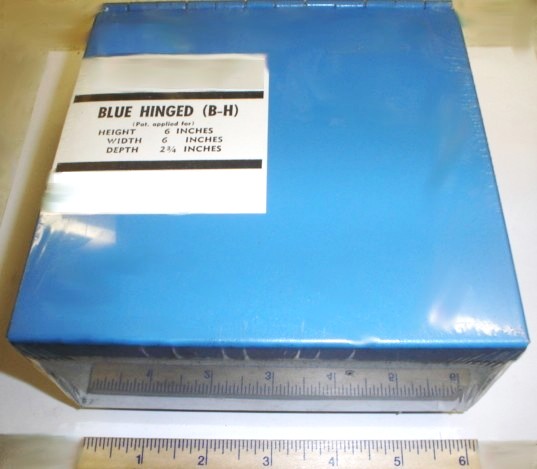 BLUE HINGED (B-H)
(Pat. applied for)
HEIGHT 6 INCHES
WIDTH 6 INCHES
DEPTH 2¾ INCHES
1 2 3 4 5 6